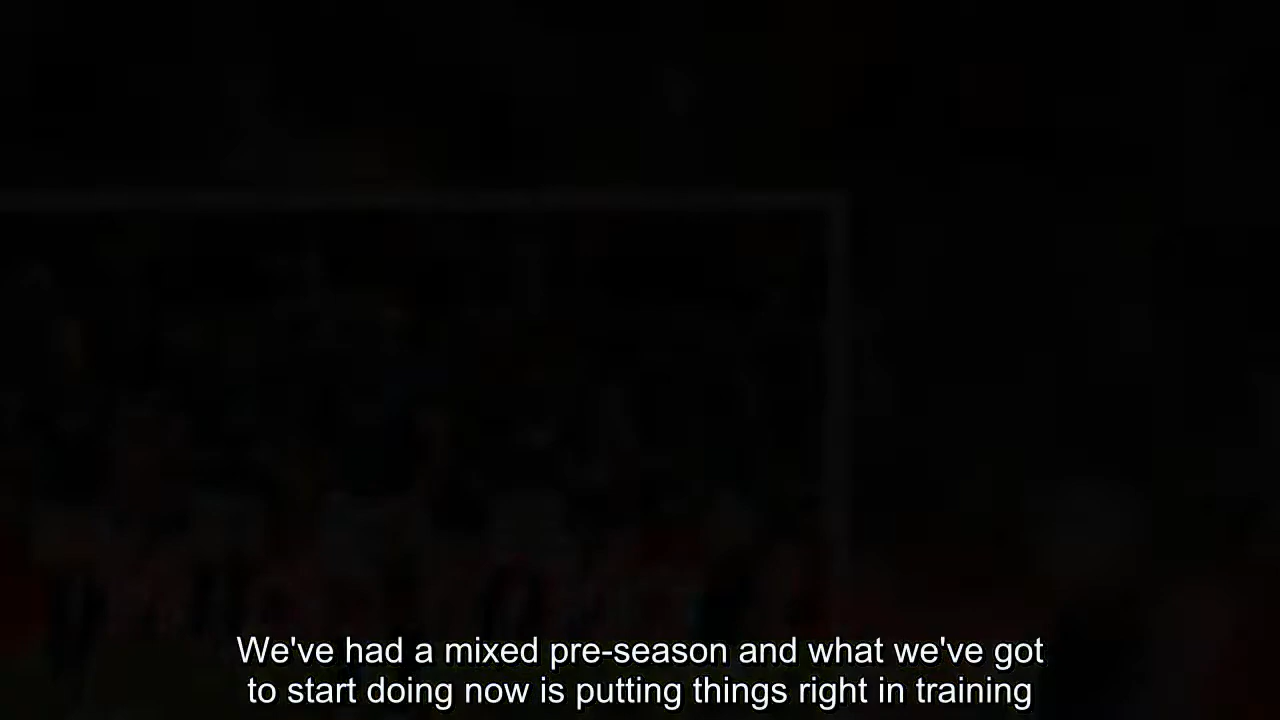 We've had a mixed pre-season and what we've got
to start doing now is putting things right in training